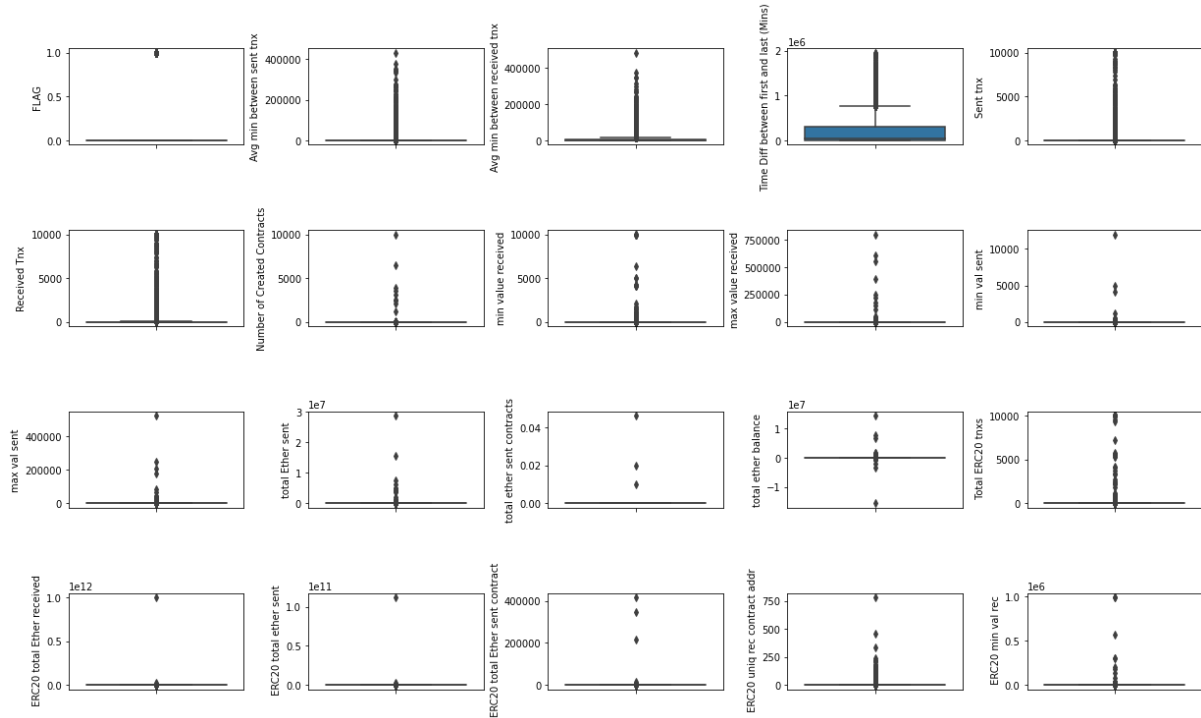 FLAG
1.0
0.5
0.0
Avg min between sent tnx
400000
200000
0
Avg min between received tnx
400000
200000
0
Time Diff between first and last (Mins)
1e6
2
1
0
Sent tnx
10000
5000
0
Received Tnx
10000
5000
0
Number of Created Contracts
10000
5000
0
min value received
10000
5000
0
max value received
750000
500000
250000
0
min val sent
10000
5000
0
max val sent
400000
200000
0
total Ether sent
1e7
3
2
1
0
total ether sent contracts
0.04
0.02
0.00
total ether balance
1e7
1
0
−1
Total ERC20 tnxs
10000
5000
0
ERC20 total Ether received
1e12
1.0
0.5
0.0
ERC20 total ether sent
1e11
1.0
0.5
0.0
ERC20 total Ether sent contract
400000
200000
0
ERC20 uniq rec contract addr
750
500
250
0
ERC20 min val rec
1e6
1.0
0.5
0.0